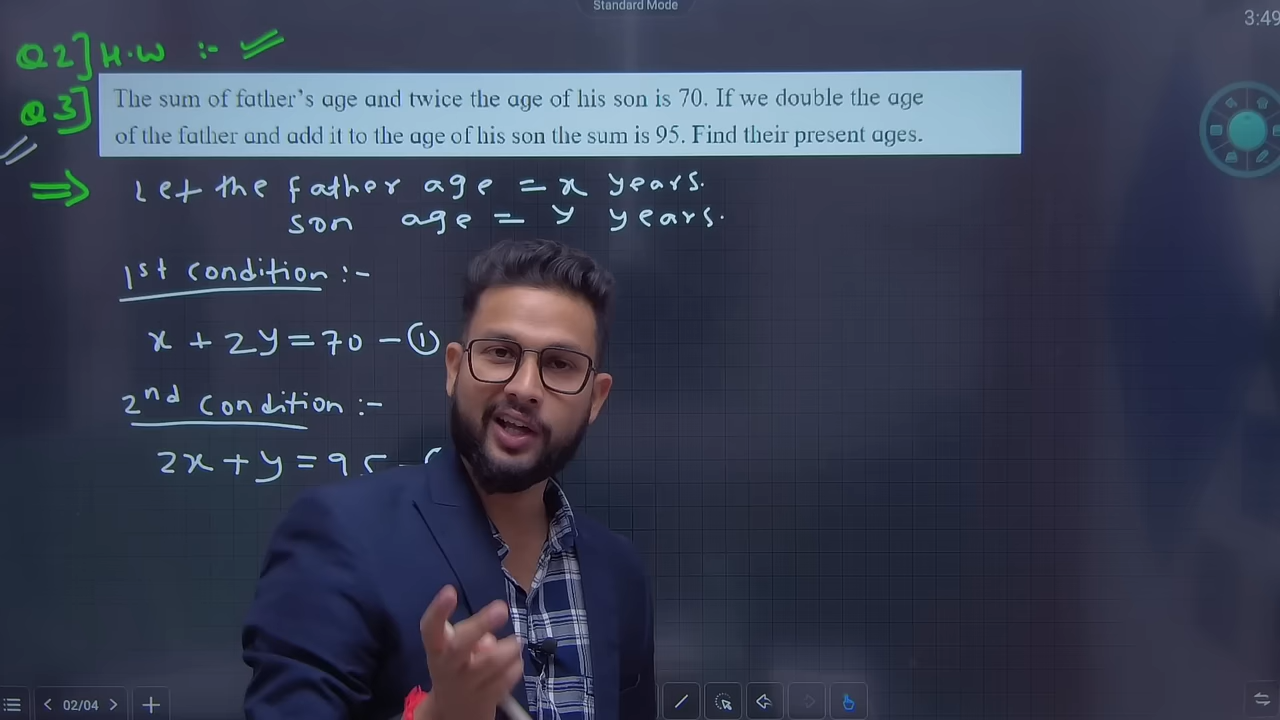 Standard Mode
3:49
Q2] H.W :-
Q3]
The sum of father's age and twice the age of his son is 70. If we double the age
of the father and add it to the age of his son the sum is 95. Find their present ages.
⇒ Let the father age = x years.
son age = y years.
1st condition :-
x + 2y = 70 - ①
2nd condition :-
2x + y = 95 -
02/04